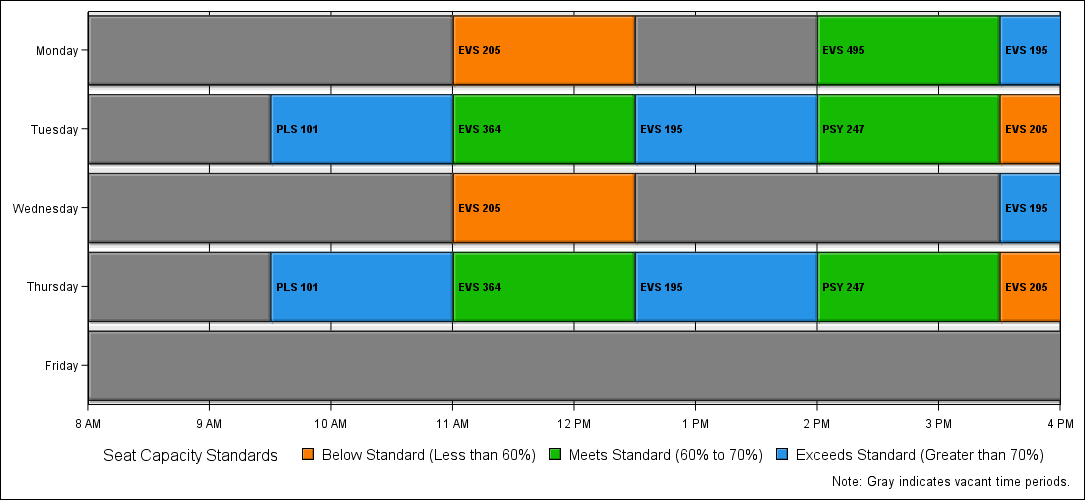 Monday EVS 205 EVS 495 EVS 195
Tuesday PLS 101 EVS 364 EVS 195 PSY 247 EVS 205
Wednesday EVS 205 EVS 195
Thursday PLS 101 EVS 364 EVS 195 PSY 247 EVS 205
Friday
8 AM 9 AM 10 AM 11 AM 12 PM 1 PM 2 PM 3 PM 4 PM
Seat Capacity Standards Below Standard (Less than 60%) Meets Standard (60% to 70%) Exceeds Standard (Greater than 70%)
Note: Gray indicates vacant time periods.